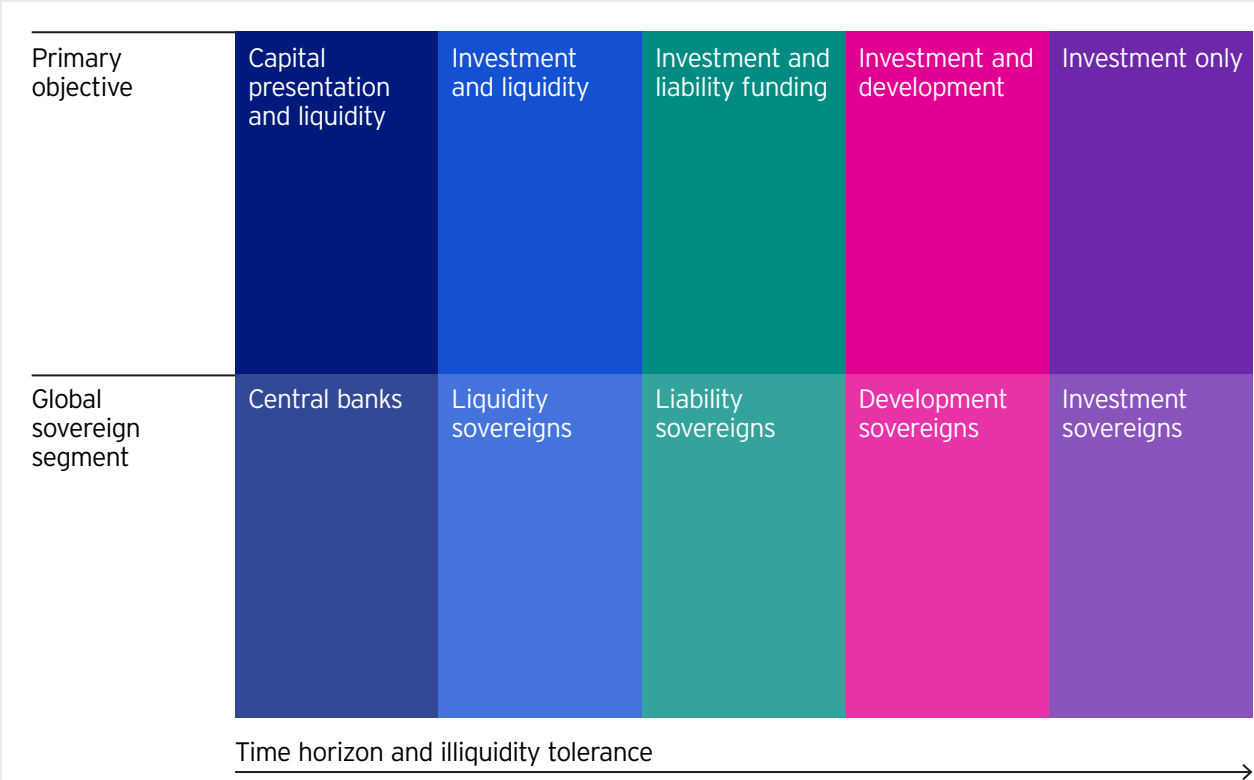 Primary
objective
Capital
presentation
and liquidity
Investment
and liquidity
Investment and
liability funding
Investment and
development
Investment only
Global
sovereign
segment
Central banks
Liquidity
sovereigns
Liability
sovereigns
Development
sovereigns
Investment
sovereigns
Time horizon and illiquidity tolerance